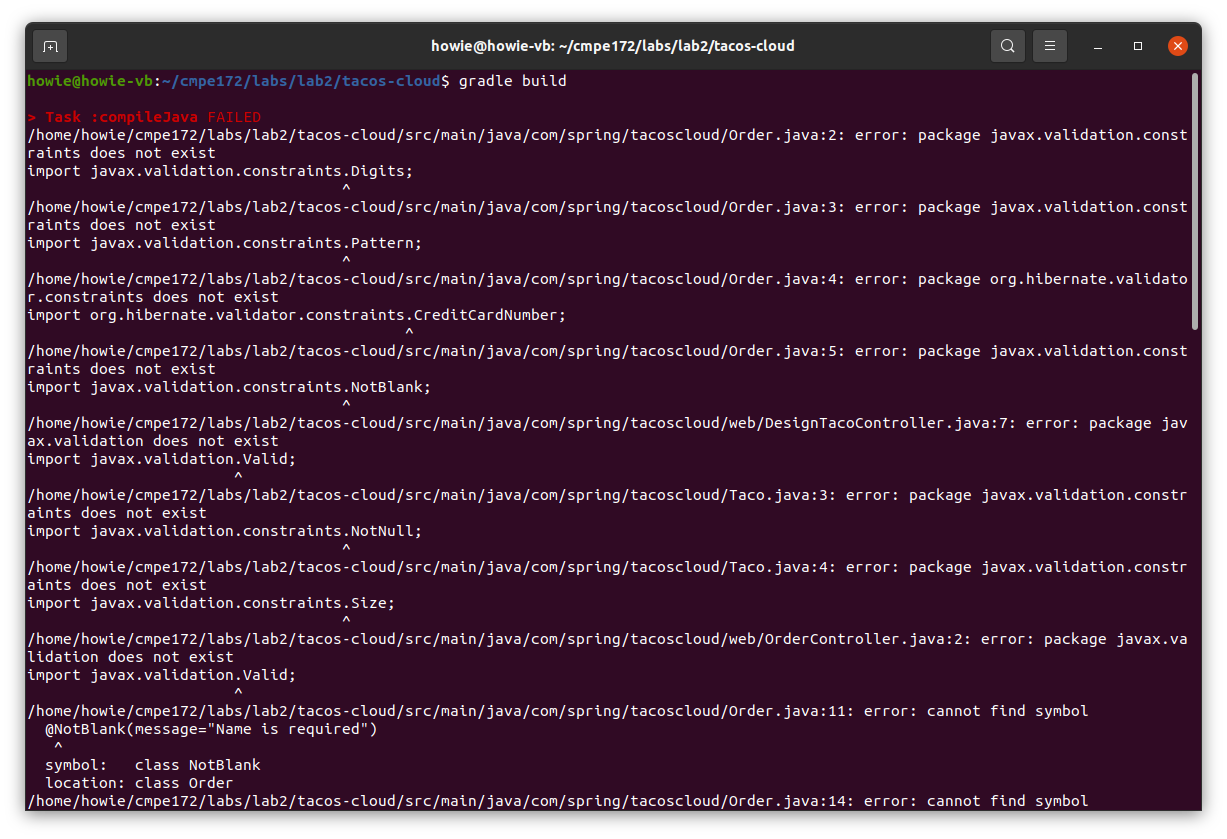 howie@howie-vb: ~/cmpe172/labs/lab2/tacos-cloud
howie@howie-vb:~/cmpe172/labs/lab2/tacos-cloud$ gradle build
> Task :compileJava FAILED
/home/howie/cmpe172/labs/lab2/tacos-cloud/src/main/java/com/spring/tacoscloud/Order.java:2: error: package javax.validation.const
raints does not exist
import javax.validation.constraints.Digits;
^
/home/howie/cmpe172/labs/lab2/tacos-cloud/src/main/java/com/spring/tacoscloud/Order.java:3: error: package javax.validation.const
raints does not exist
import javax.validation.constraints.Pattern;
^
/home/howie/cmpe172/labs/lab2/tacos-cloud/src/main/java/com/spring/tacoscloud/Order.java:4: error: package org.hibernate.validato
r.constraints does not exist
import org.hibernate.validator.constraints.CreditCardNumber;
^
/home/howie/cmpe172/labs/lab2/tacos-cloud/src/main/java/com/spring/tacoscloud/Order.java:5: error: package javax.validation.const
raints does not exist
import javax.validation.constraints.NotBlank;
^
/home/howie/cmpe172/labs/lab2/tacos-cloud/src/main/java/com/spring/tacoscloud/web/DesignTacoController.java:7: error: package jav
ax.validation does not exist
import javax.validation.Valid;
^
/home/howie/cmpe172/labs/lab2/tacos-cloud/src/main/java/com/spring/tacoscloud/Taco.java:3: error: package javax.validation.constr
aints does not exist
import javax.validation.constraints.NotNull;
^
/home/howie/cmpe172/labs/lab2/tacos-cloud/src/main/java/com/spring/tacoscloud/Taco.java:4: error: package javax.validation.constr
aints does not exist
import javax.validation.constraints.Size;
^
/home/howie/cmpe172/labs/lab2/tacos-cloud/src/main/java/com/spring/tacoscloud/web/OrderController.java:2: error: package javax.va
lidation does not exist
import javax.validation.Valid;
^
/home/howie/cmpe172/labs/lab2/tacos-cloud/src/main/java/com/spring/tacoscloud/Order.java:11: error: cannot find symbol
@NotBlank(message="Name is required")
^
symbol:   class NotBlank
location: class Order
/home/howie/cmpe172/labs/lab2/tacos-cloud/src/main/java/com/spring/tacoscloud/Order.java:14: error: cannot find symbol